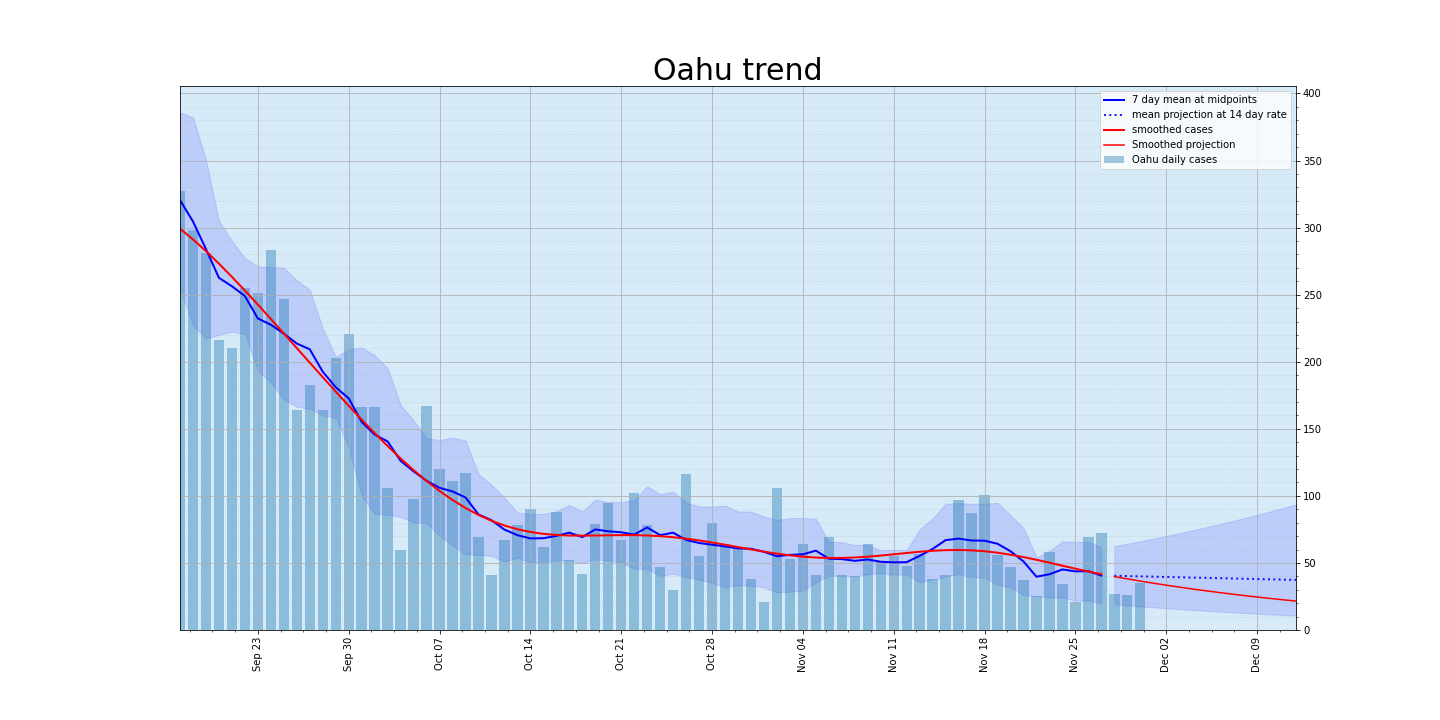 Oahu trend
7 day mean at midpoints
mean projection at 14 day rate
smoothed cases
Smoothed projection
Oahu daily cases
400
350
300
250
200
150
100
50
0
Sep 23
Sep 30
Oct 07
Oct 14
Oct 21
Oct 28
Nov 04
Nov 11
Nov 18
Nov 25
Dec 02
Dec 09